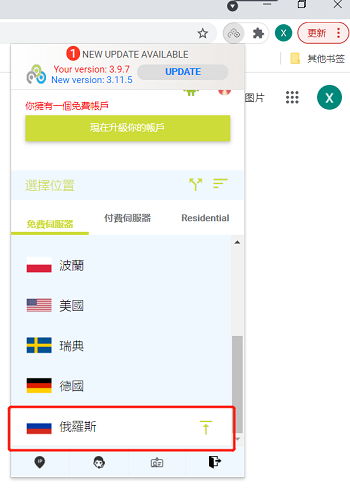 X
更新
其他书签
1 NEW UPDATE AVAILABLE
Your version: 3.9.7
New version: 3.11.5
UPDATE
图片
X
你擁有一個免費帳戶
現在升級你的帳戶
選擇位置
免費伺服器
付費伺服器
Residential
波蘭
美國
瑞典
德國
俄羅斯
IP